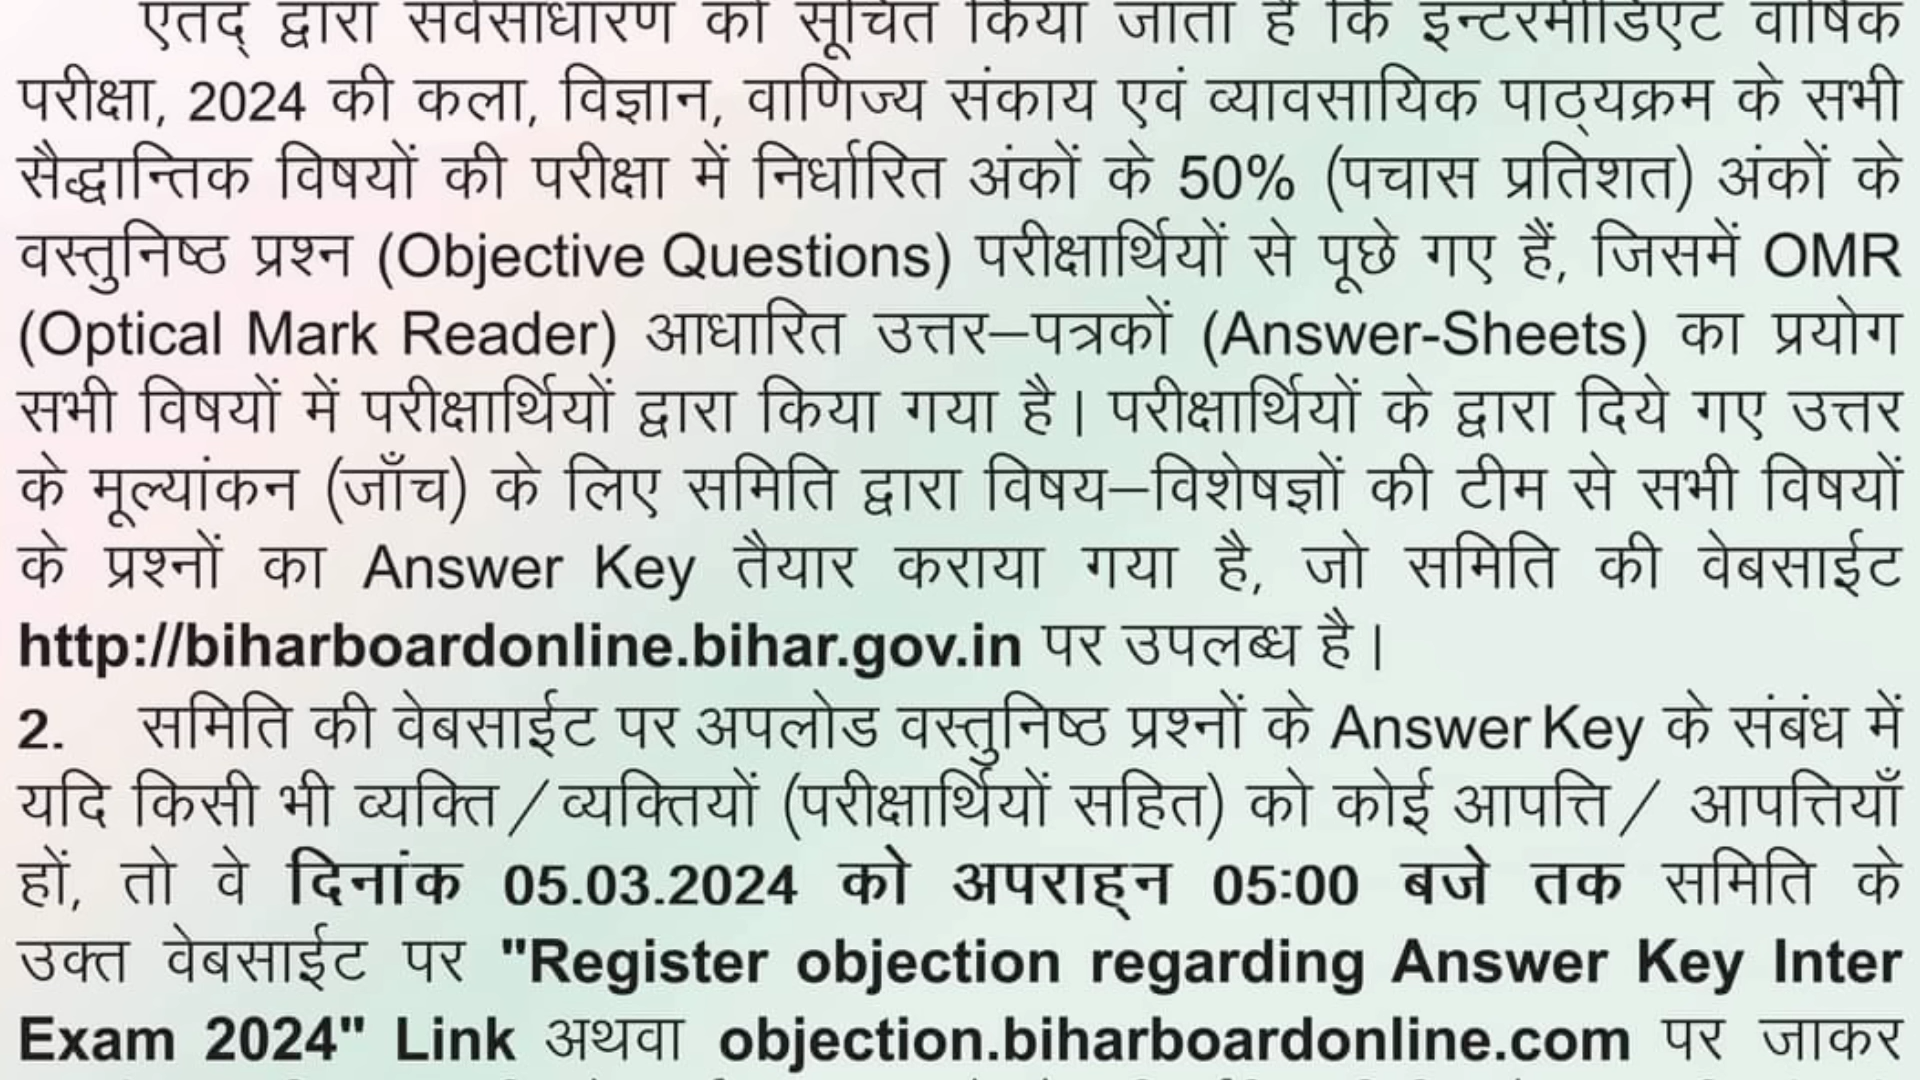 एतद् द्वारा सर्वसाधारण को सूचित किया जाता है कि इन्टरमीडिएट वार्षिक
परीक्षा, 2024 की कला, विज्ञान, वाणिज्य संकाय एवं व्यावसायिक पाठ्यक्रम के सभी
सैद्धान्तिक विषयों की परीक्षा में निर्धारित अंकों के 50% (पचास प्रतिशत) अंकों के
वस्तुनिष्ठ प्रश्न (Objective Questions) परीक्षार्थियों से पूछे गए हैं, जिसमें OMR
(Optical Mark Reader) आधारित उत्तर–पत्रकों (Answer-Sheets) का प्रयोग
सभी विषयों में परीक्षार्थियों द्वारा किया गया है। परीक्षार्थियों के द्वारा दिये गए उत्तर
के मूल्यांकन (जाँच) के लिए समिति द्वारा विषय–विशेषज्ञों की टीम से सभी विषयों
के प्रश्नों का Answer Key तैयार कराया गया है, जो समिति की वेबसाईट
http://biharboardonline.bihar.gov.in पर उपलब्ध है।
2. समिति की वेबसाईट पर अपलोड वस्तुनिष्ठ प्रश्नों के Answer Key के संबंध में
यदि किसी भी व्यक्ति/व्यक्तियों (परीक्षार्थियों सहित) को कोई आपत्ति/ आपत्तियाँ
हों, तो वे दिनांक 05.03.2024 को अपराह्न 05:00 बजे तक समिति के
उक्त वेबसाईट पर "Register objection regarding Answer Key Inter
Exam 2024" Link अथवा objection.biharboardonline.com पर जाकर